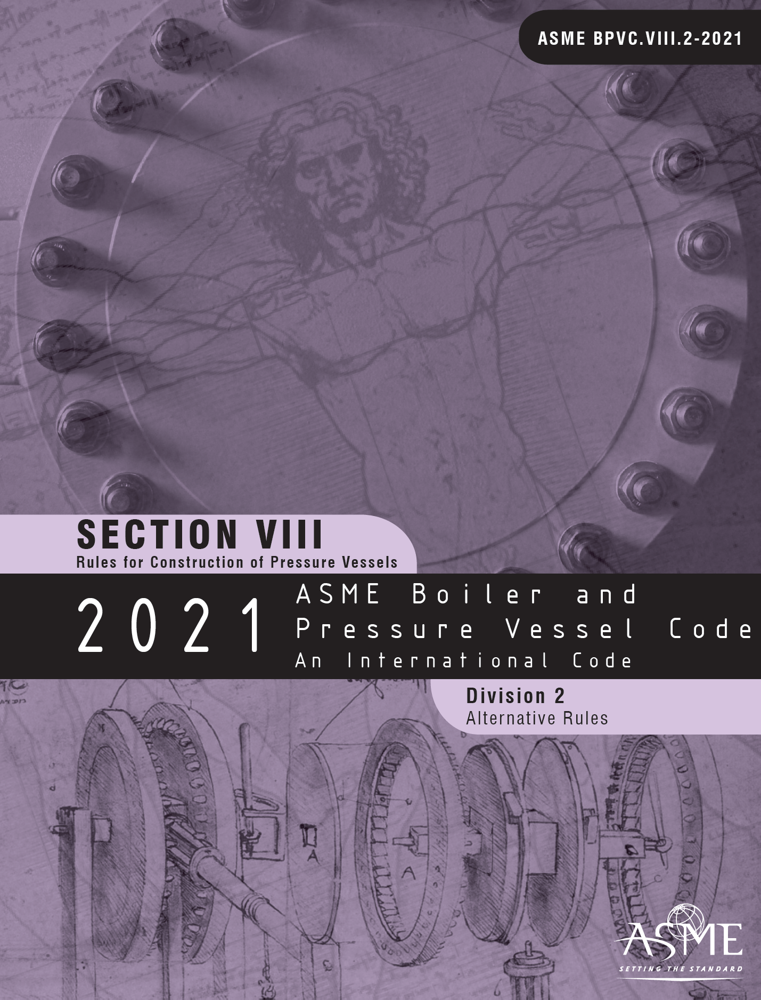 ASME BPVC.VIII.2-2021
SECTION VIII
Rules for Construction of Pressure Vessels
2021
ASME Boiler and
Pressure Vessel Code
An International Code
Division 2
Alternative Rules
A
A
ASME
SETTING THE STANDARD